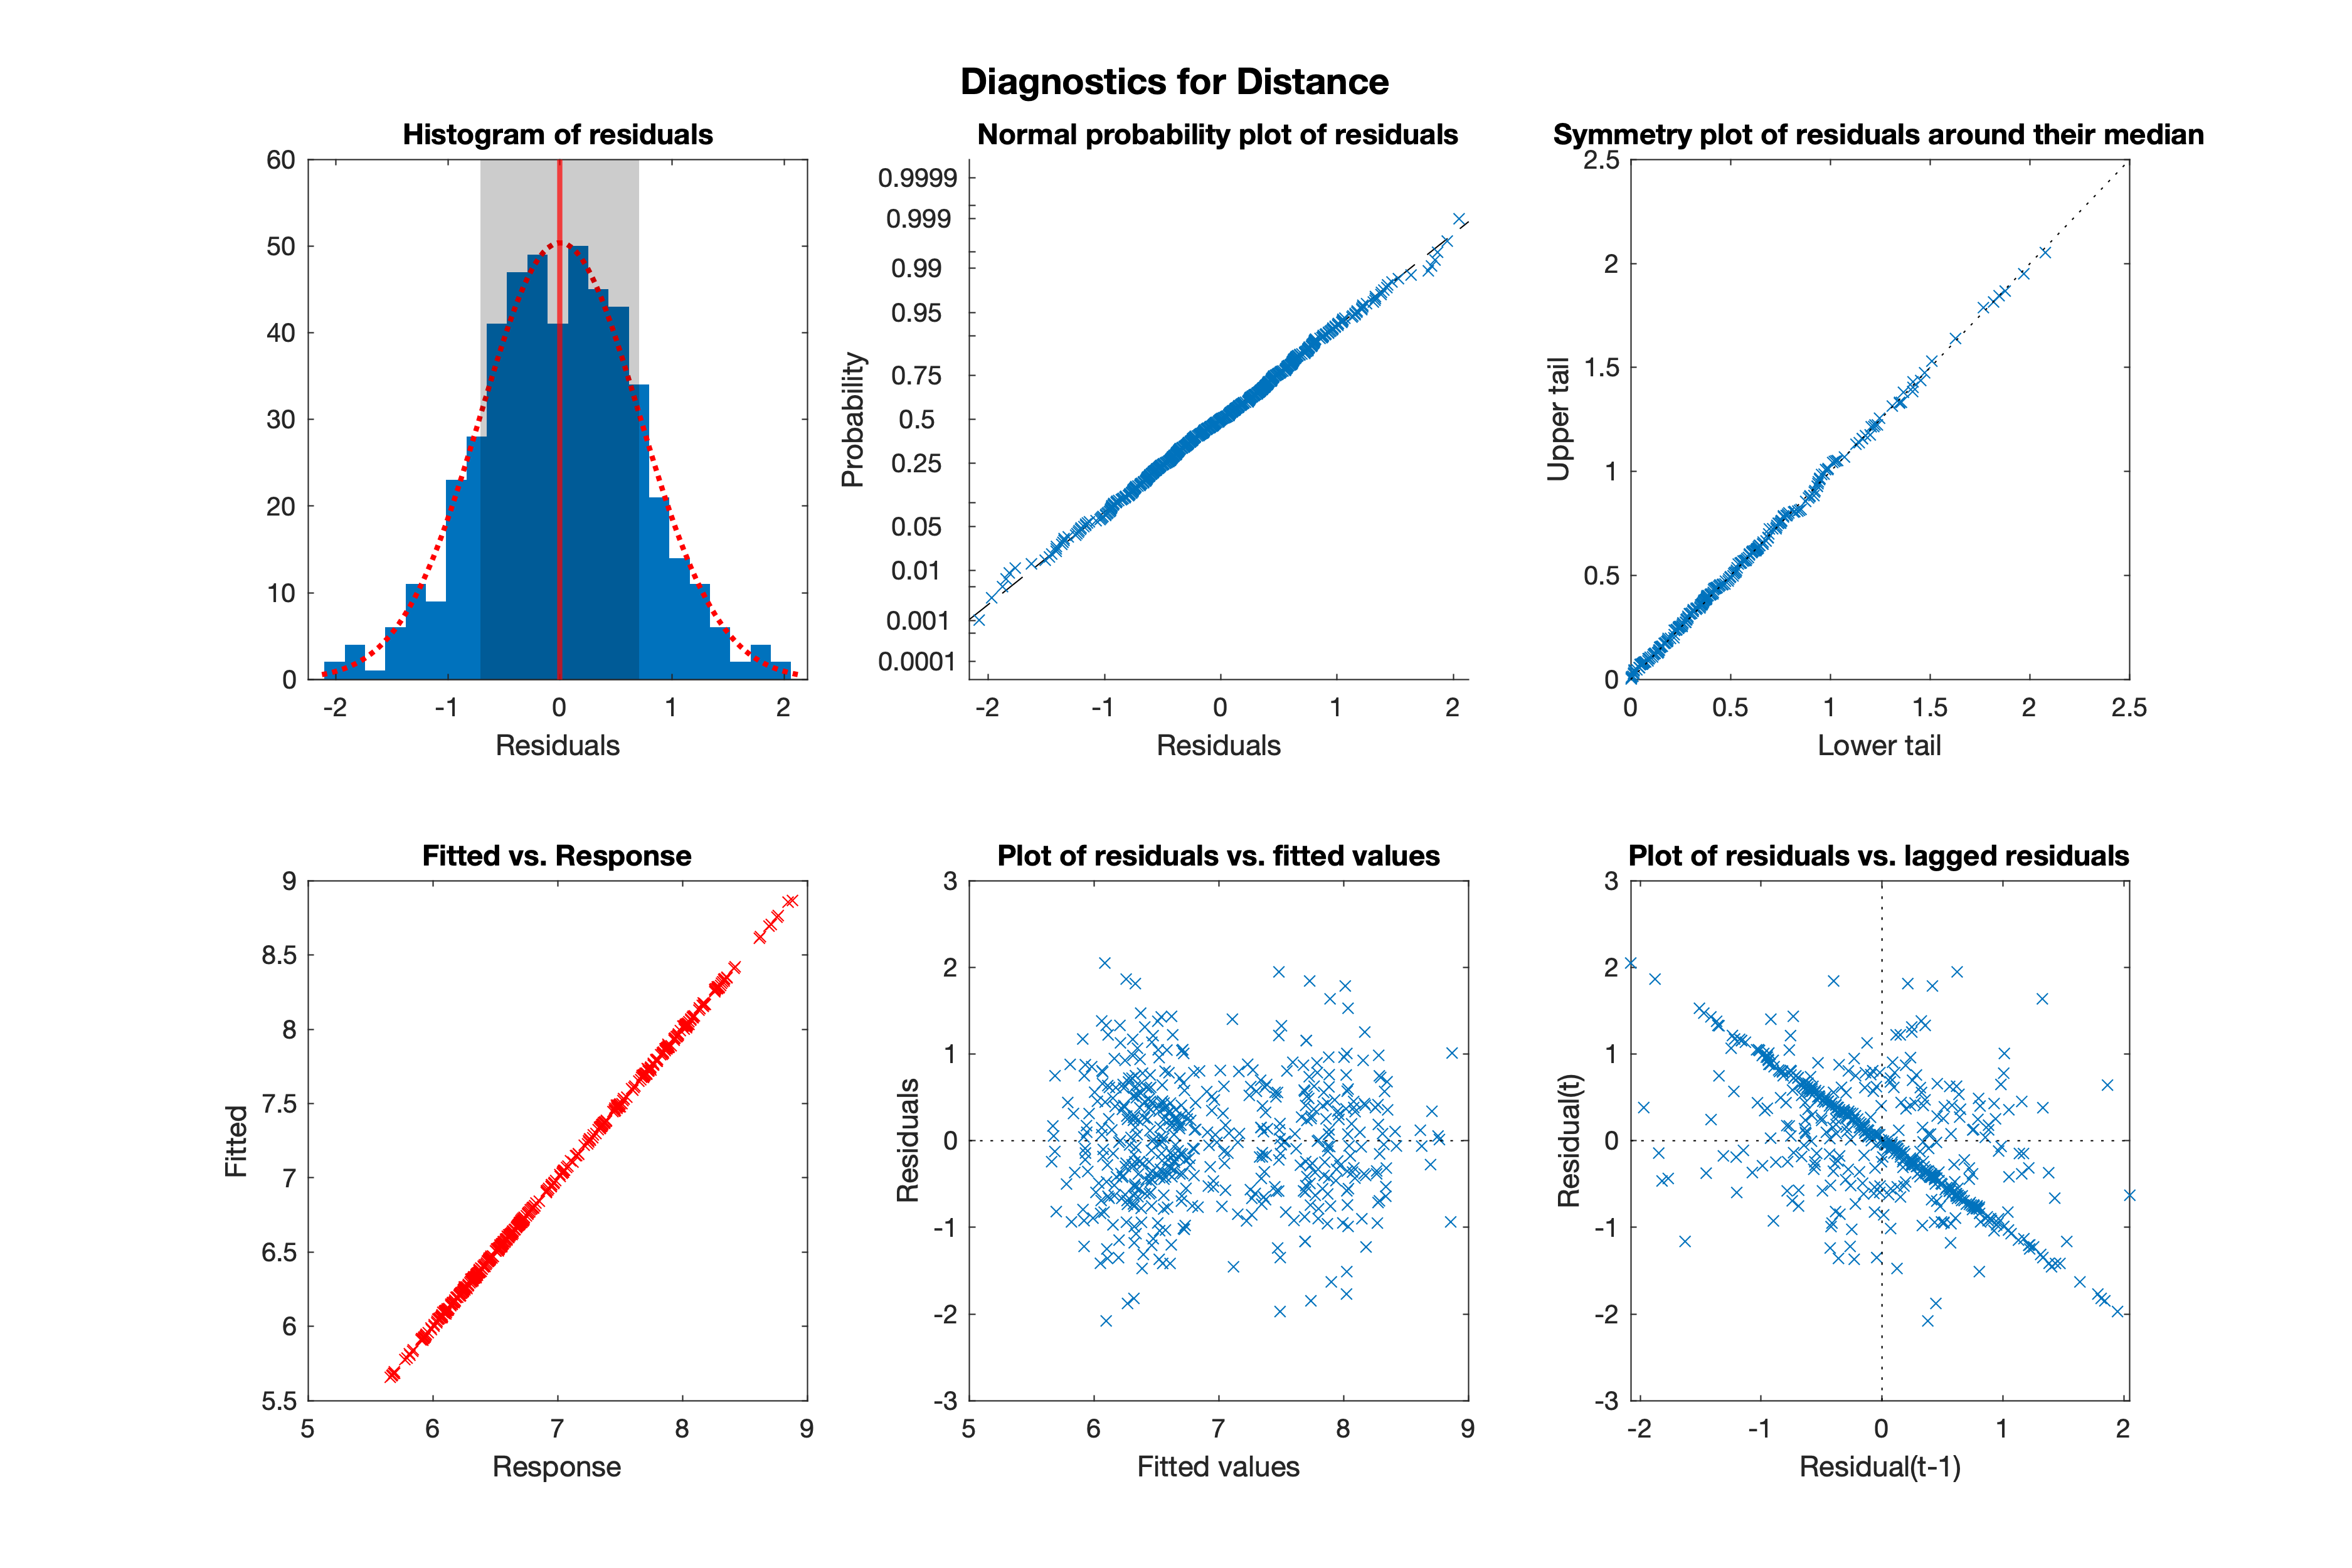 Diagnostics for Distance
Histogram of residuals
60
50
40
30
20
10
0
-2 -1 0 1 2
Residuals
Normal probability plot of residuals
Probability
0.9999
0.999
0.99
0.95
0.75
0.5
0.25
0.05
0.01
0.001
0.0001
-2 -1 0 1 2
Residuals
Symmetry plot of residuals around their median
Upper tail
2.5
2
1.5
1
0.5
0
0 0.5 1 1.5 2 2.5
Lower tail
Fitted vs. Response
Fitted
9
8.5
8
7.5
7
6.5
6
5.5
5 6 7 8 9
Response
Plot of residuals vs. fitted values
Residuals
3
2
1
0
-1
-2
-3
5 6 7 8 9
Fitted values
Plot of residuals vs. lagged residuals
Residual(t)
3
2
1
0
-1
-2
-3
-2 -1 0 1 2
Residual(t-1)